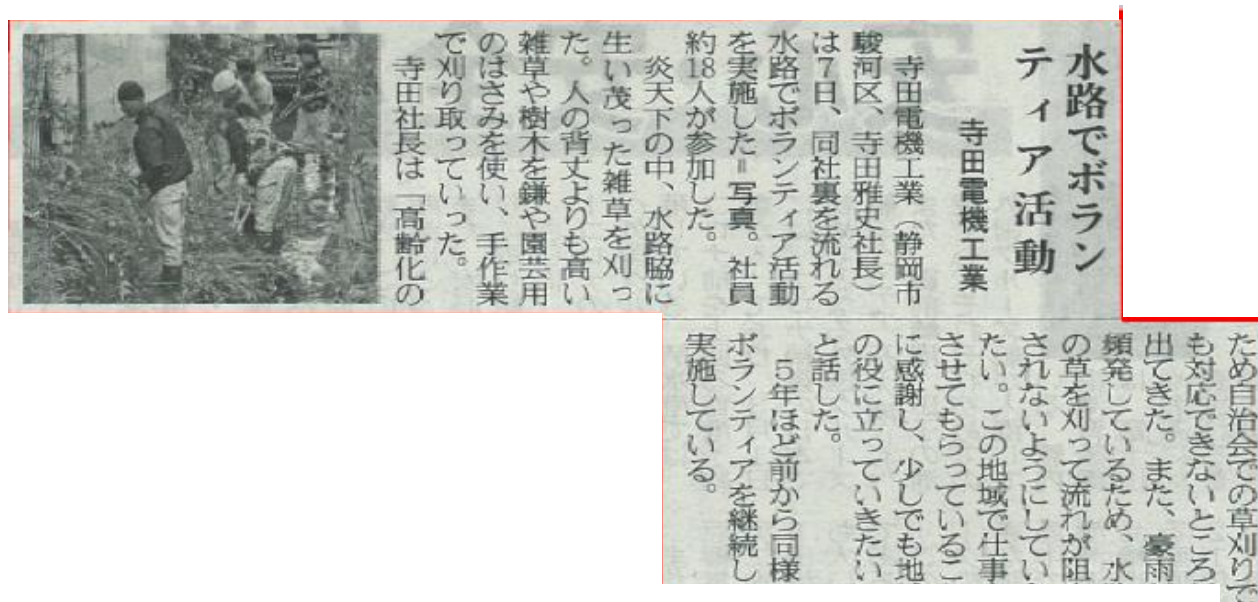 水路でボラン
ティア活動
寺田電機工業
寺田電機工業（静岡市
駿河区、寺田雅史社長）
は７日、同社裏を流れる
水路でボランティア活動
を実施した＝写真。社員
約18人が参加した。
炎天下の中、水路脇に
生い茂った雑草を刈っ
た。人の背丈よりも高い
雑草や樹木を鎌や園芸用
のはさみを使い、手作業
で刈り取っていった。
寺田社長は「高齢化の
ため自治会での草刈りで
も対応できないところ
出てきた。また、豪雨
頻発しているため、水
の草を刈って流れが阻
されないようにしてい
たい。この地域で仕事
させてもらっているこ
に感謝し、少しでも地
の役に立っていきたい
と話した。
５年ほど前から同様
ボランティアを継続し
実施している。